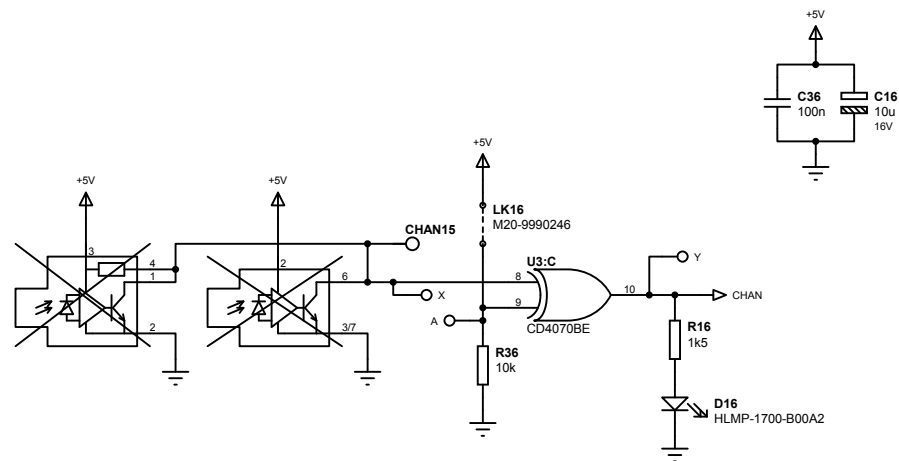 +5V
C36
100n
C16
10u
16V
+5V
+5V
+5V
CHAN15
LK16
M20-9990246
3
4
1
2
2
6
3/7
X
A
U3:C
8
9
10
CD4070BE
Y
CHAN
R16
1k5
R36
10k
D16
HLMP-1700-B00A2